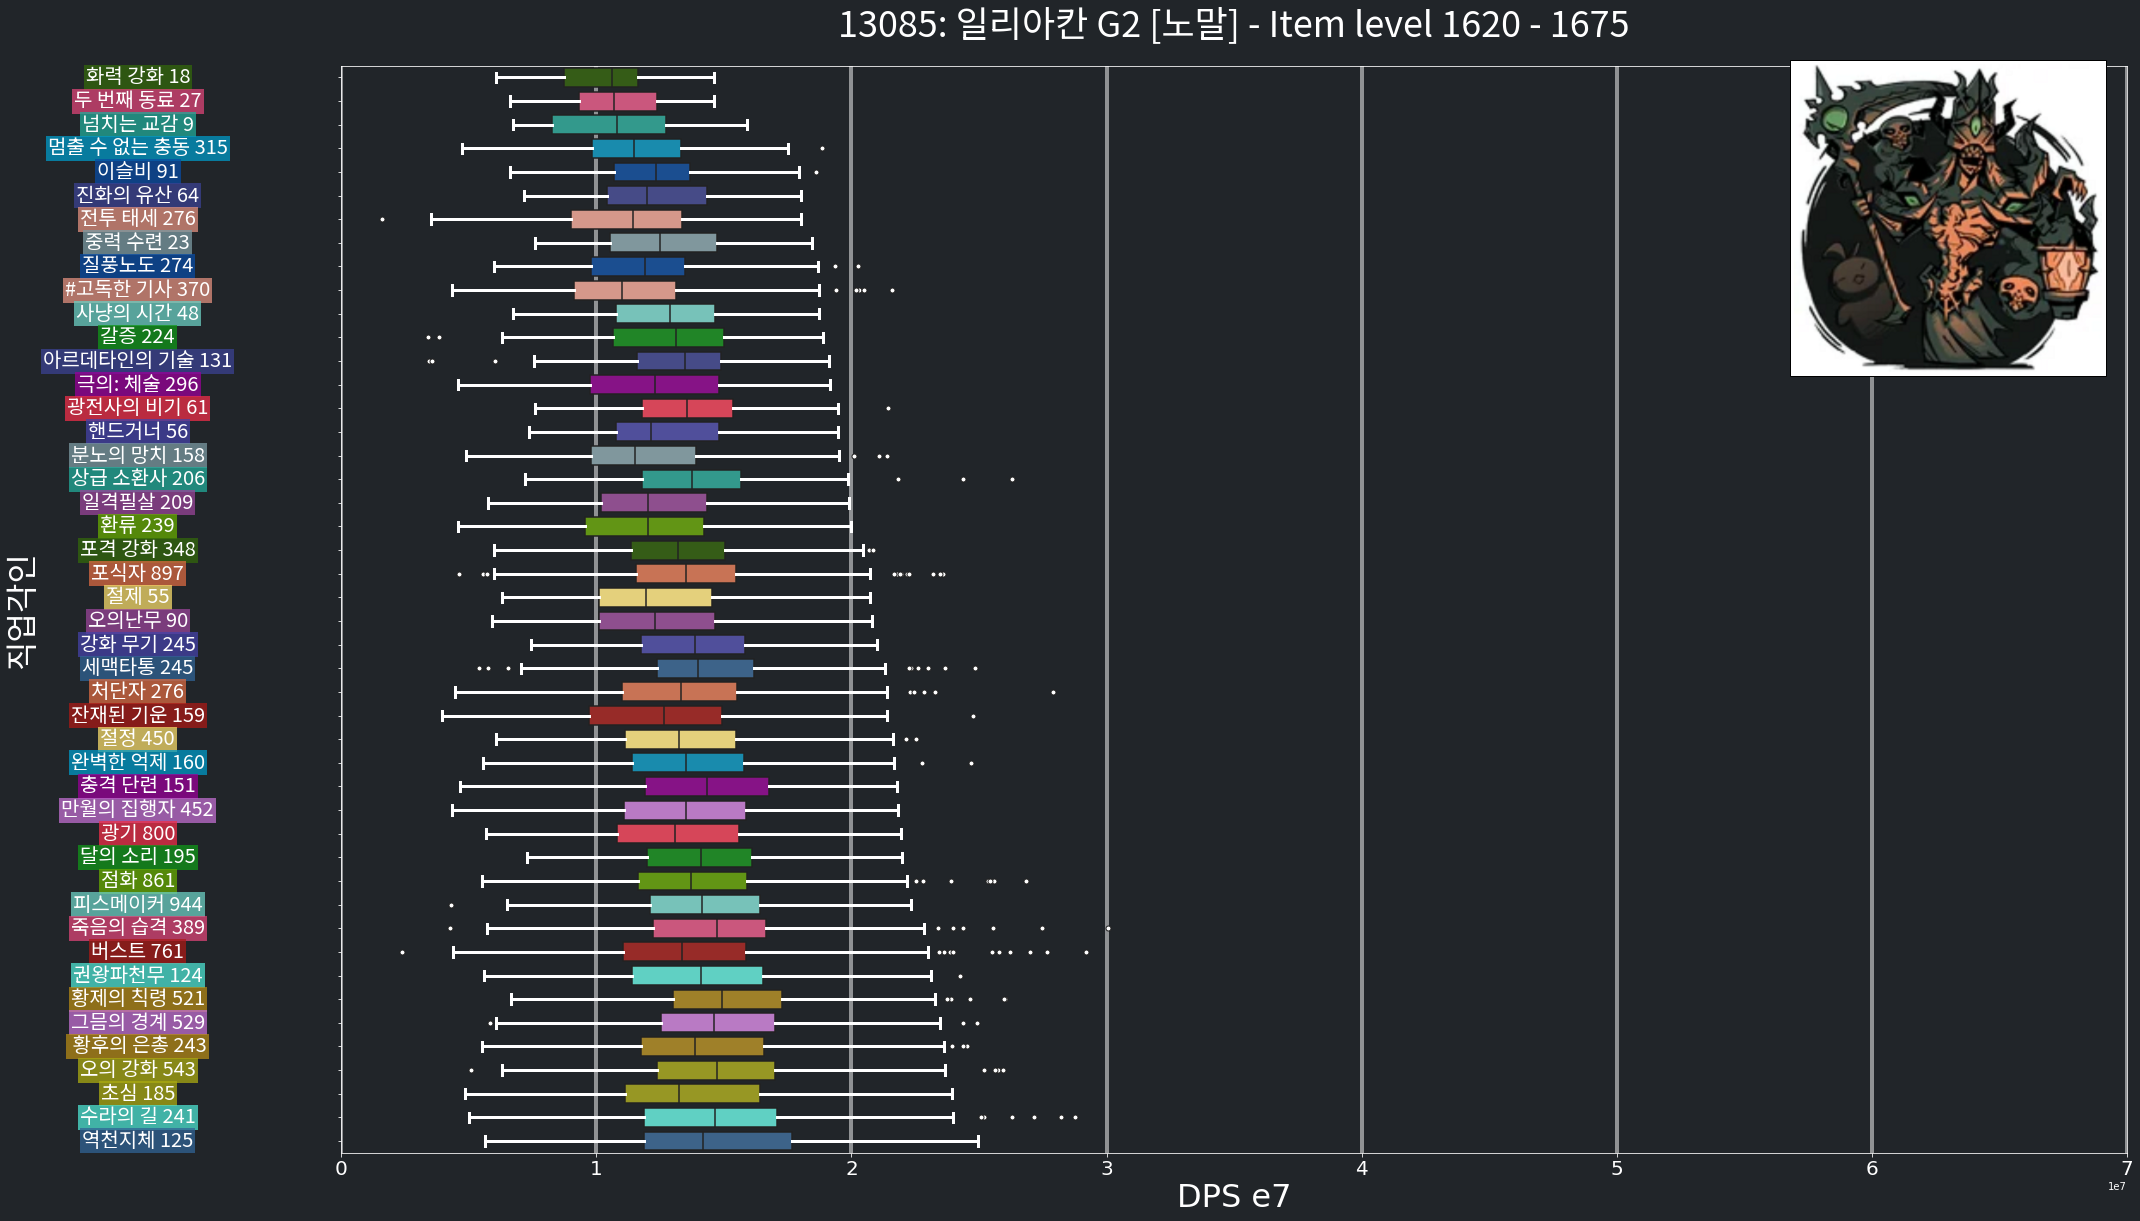 13085: 일리아칸 G2 [노말] - Item level 1620 - 1675
화력 강화 18
두 번째 동료 27
넘치는 교감 9
멈출 수 없는 충동 315
이슬비 91
진화의 유산 64
전투 태세 276
중력 수련 23
질풍노도 274
#고독한 기사 370
사냥의 시간 48
갈증 224
아르데타인의 기술 131
극의: 체술 296
광전사의 비기 61
핸드거너 56
분노의 망치 158
상급 소환사 206
일격필살 209
환류 239
포격 강화 348
포식자 897
절제 55
오의난무 90
강화 무기 245
세맥타통 245
처단자 276
잔재된 기운 159
절정 450
완벽한 억제 160
충격 단련 151
만월의 집행자 452
광기 800
달의 소리 195
점화 861
피스메이커 944
죽음의 습격 389
버스트 761
권왕파천무 124
황제의 칙령 521
그믐의 경계 529
황후의 은총 243
오의 강화 543
초심 185
수라의 길 241
역천지체 125
직업각인
0 1 2 3 4 5 6 7
1e7
DPS e7